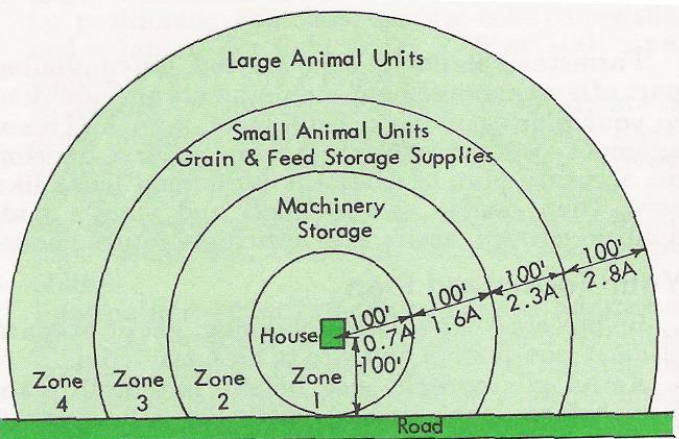 Large Animal Units
Small Animal Units
Grain & Feed Storage Supplies
Machinery
Storage
100'
2.8A
100'
2.3A
100'
1.6A
100'
0.7A
House
100'
Zone
4
Zone
3
Zone
2
Zone
1
Road